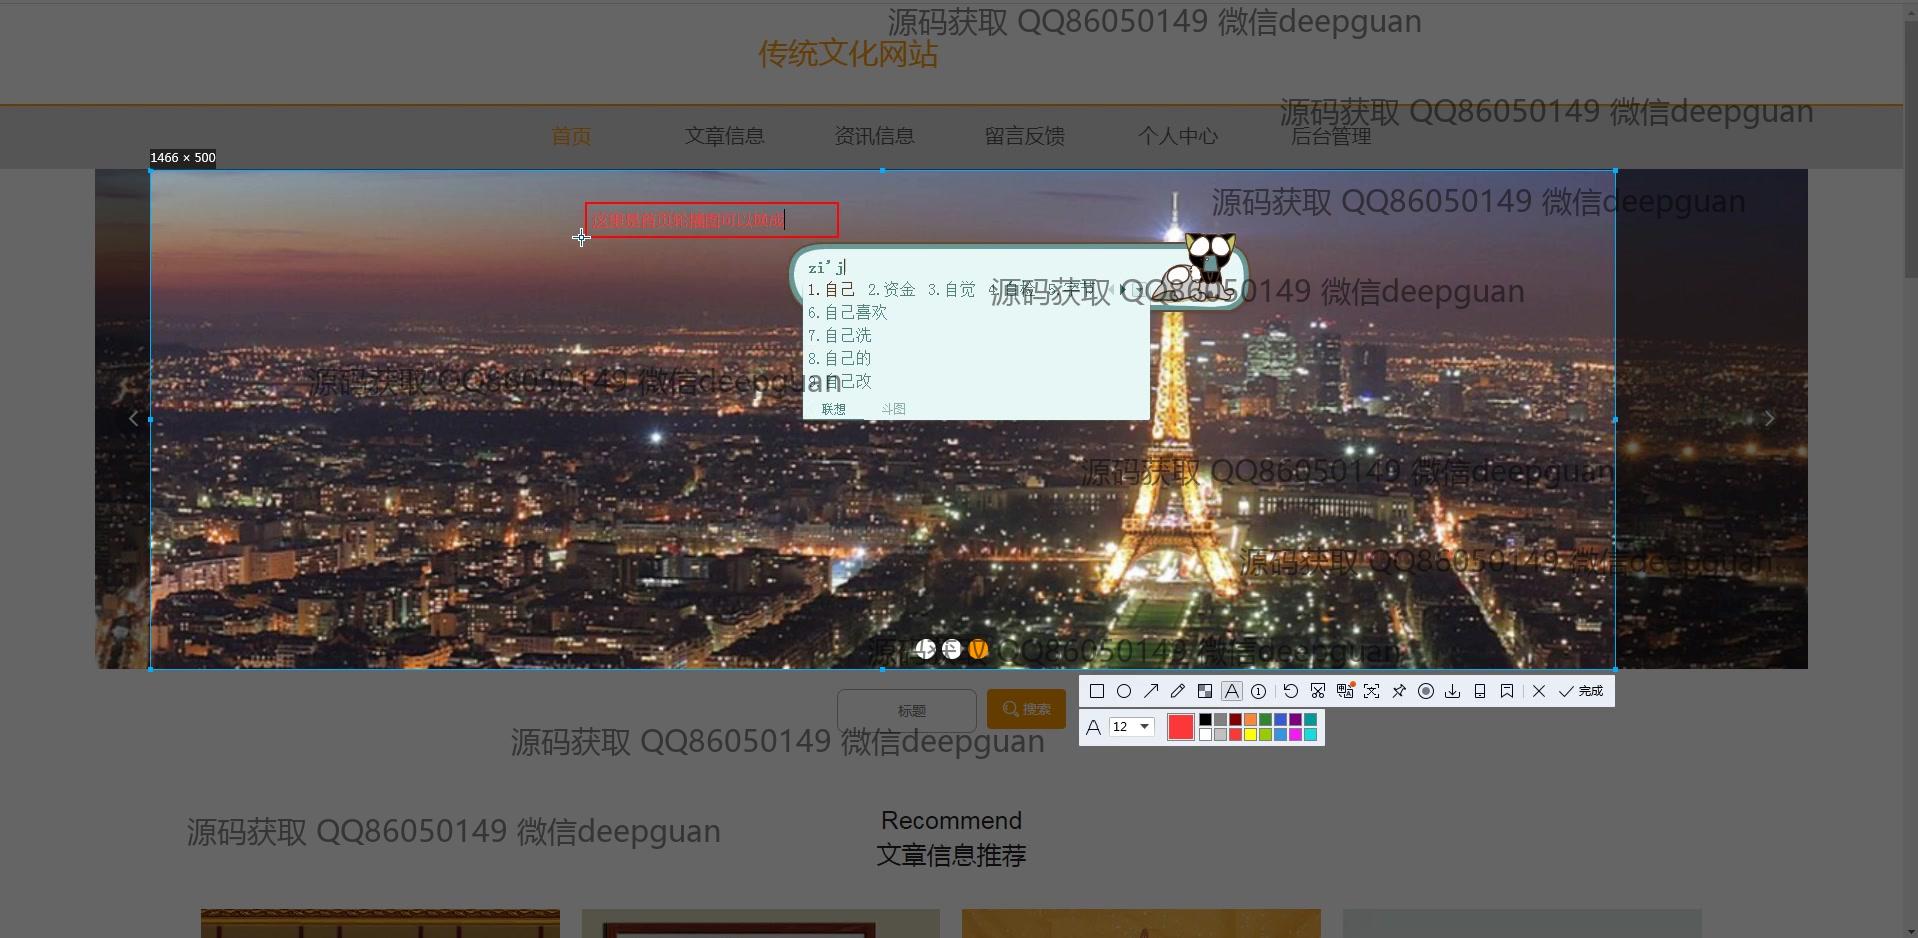 源码获取 QQ86050149 微信deepguan
传统文化网站
源码获取 QQ86050149 微信deepguan
首页 文章信息 资讯信息 留言反馈 个人中心 后台管理
1466 × 500
源码获取 QQ86050149 微信deepguan
这里是首页轮播图可以换成
zi'j
1.自己 2.资金 3.自觉 4.自检
源码获取 QQ86050149 微信deepguan
6.自己喜欢
7.自己洗
8.自己的
9.自己改
源码获取 QQ86050149 微信deepguan
联想 斗图
源码获取 QQ86050149 微信deepguan
源码获取 QQ86050149 微信deepguan
源码获取 QQ86050149 微信deepguan
完成
标题 搜索
A 12
源码获取 QQ86050149 微信deepguan
Recommend
源码获取 QQ86050149 微信deepguan
文章信息推荐